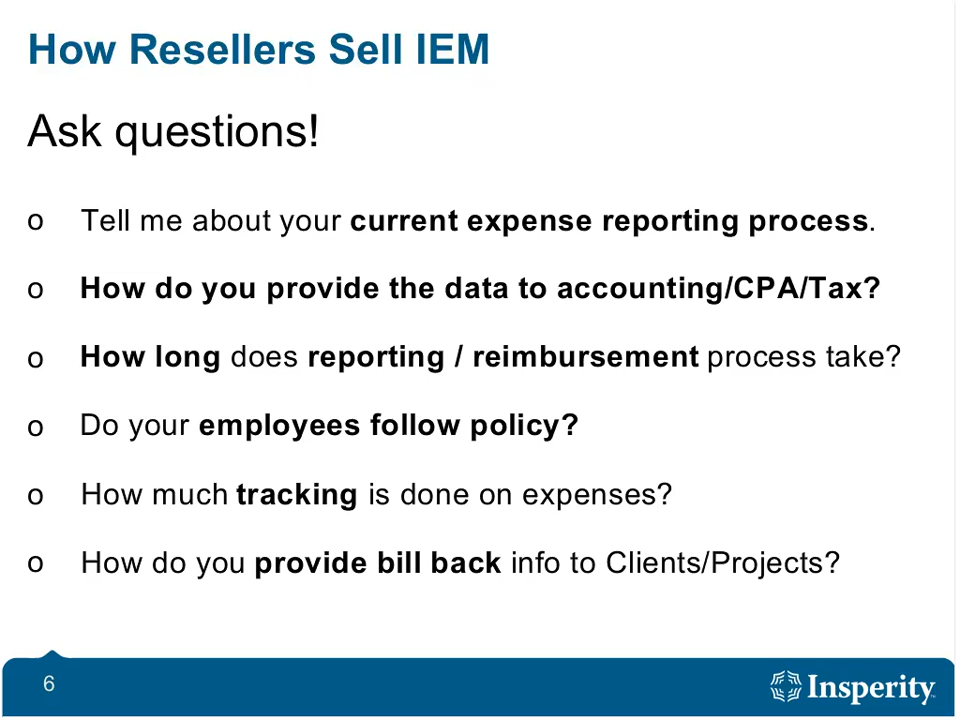 How Resellers Sell IEM
Ask questions!
o Tell me about your current expense reporting process.
o How do you provide the data to accounting/CPA/Tax?
o How long does reporting / reimbursement process take?
o Do your employees follow policy?
o How much tracking is done on expenses?
o How do you provide bill back info to Clients/Projects?
6
Insperity™